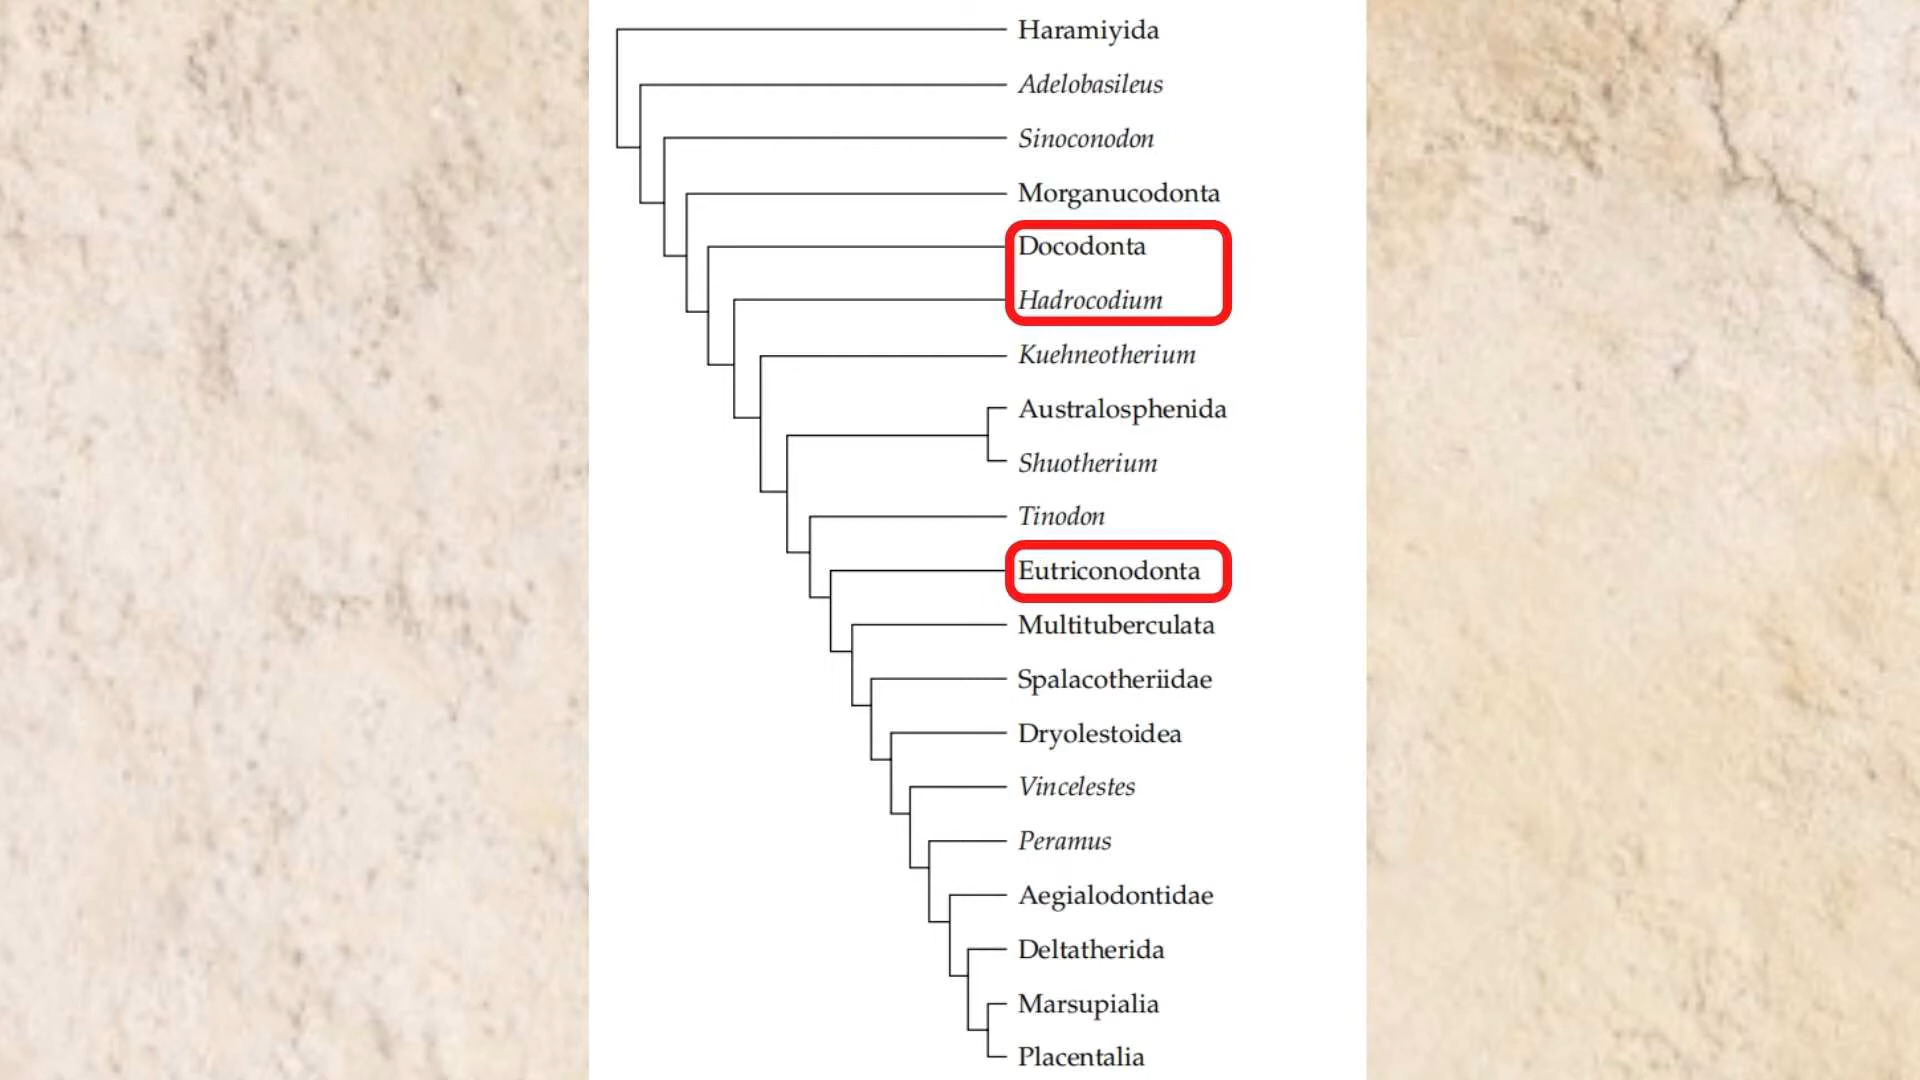 Haramiyida
Adelobasileus
Sinoconodon
Morganucodonta
Docodonta
Hadrocodium
Kuehneotherium
Australosphenida
Shuotherium
Tinodon
Eutriconodonta
Multituberculata
Spalacotheriidae
Dryolestoidea
Vincelestes
Peramus
Aegialodontidae
Deltatherida
Marsupialia
Placentalia